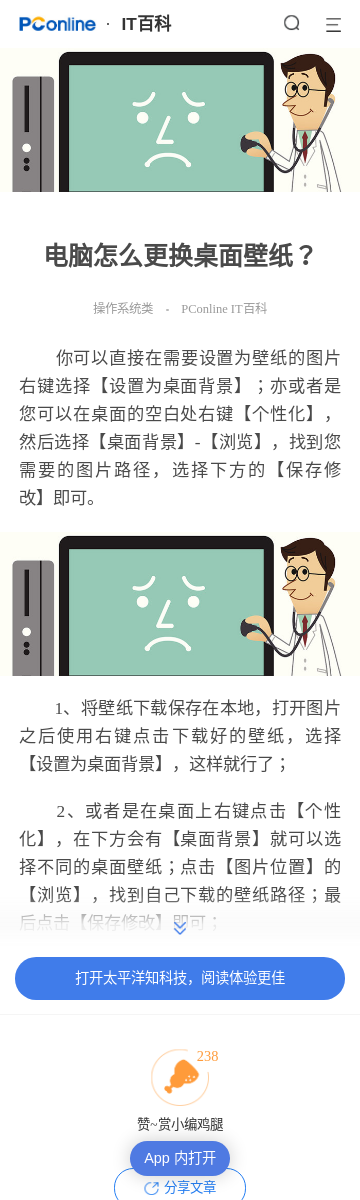 PConline · IT百科
电脑怎么更换桌面壁纸？
操作系统类 - PConline IT百科
你可以直接在需要设置为壁纸的图片
右键选择【设置为桌面背景】；亦或者是
您可以在桌面的空白处右键【个性化】，
然后选择【桌面背景】-【浏览】，找到您
需要的图片路径，选择下方的【保存修
改】即可。
1、将壁纸下载保存在本地，打开图片
之后使用右键点击下载好的壁纸，选择
【设置为桌面背景】，这样就行了；
2、或者是在桌面上右键点击【个性
化】，在下方会有【桌面背景】就可以选
择不同的桌面壁纸；点击【图片位置】的
【浏览】，找到自己下载的壁纸路径；最
后点击【保存修改】即可；
打开太平洋知科技，阅读体验更佳
238
赞~赏小编鸡腿
App 内打开
分享文章